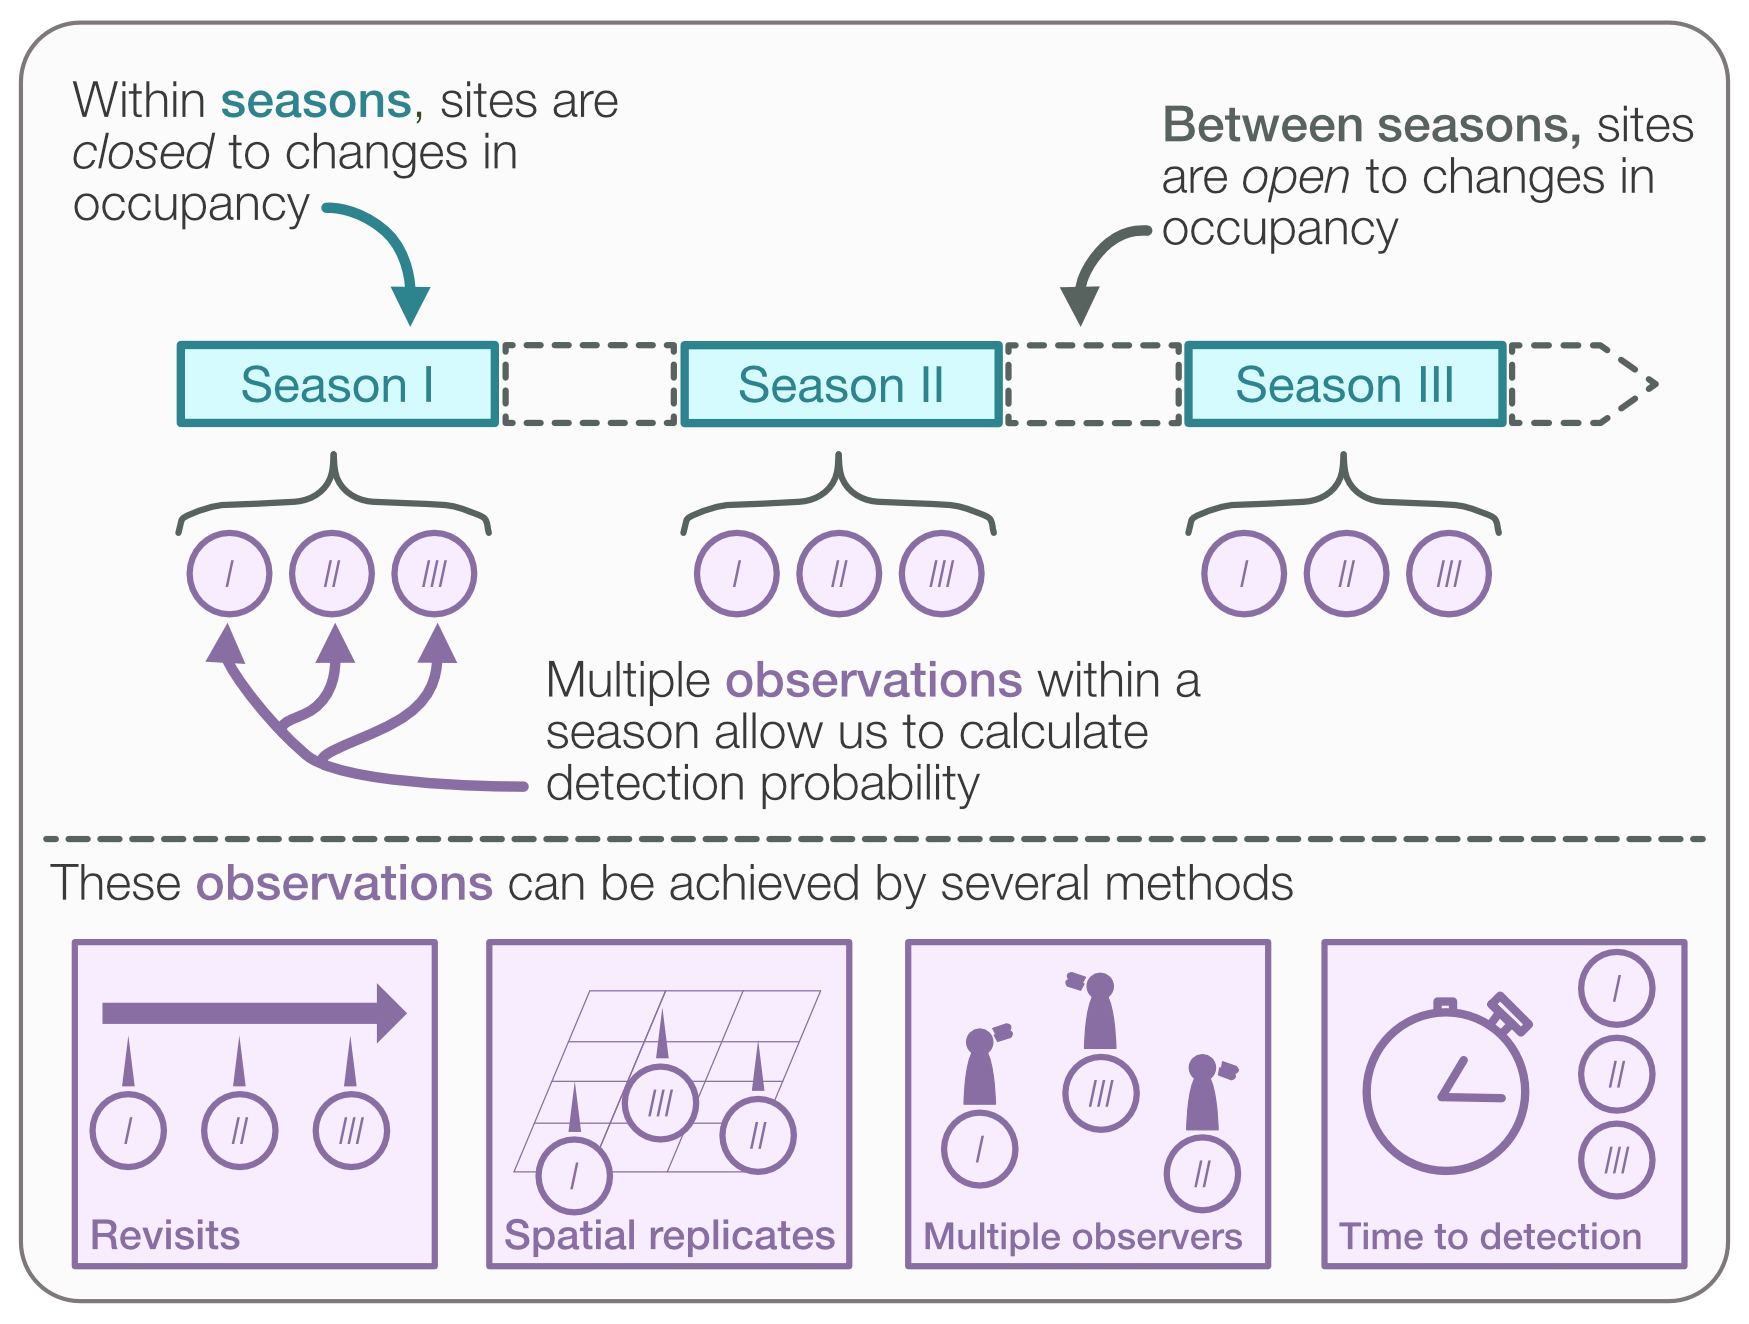 Within seasons, sites are
closed to changes in
occupancy
Between seasons, sites
are open to changes in
occupancy
Season I
Season II
Season III
I
II
III
I
II
III
I
II
III
Multiple observations within a
season allow us to calculate
detection probability
These observations can be achieved by several methods
I
II
III
Revisits
III
II
I
Spatial replicates
III
I
II
Multiple observers
I
II
III
Time to detection